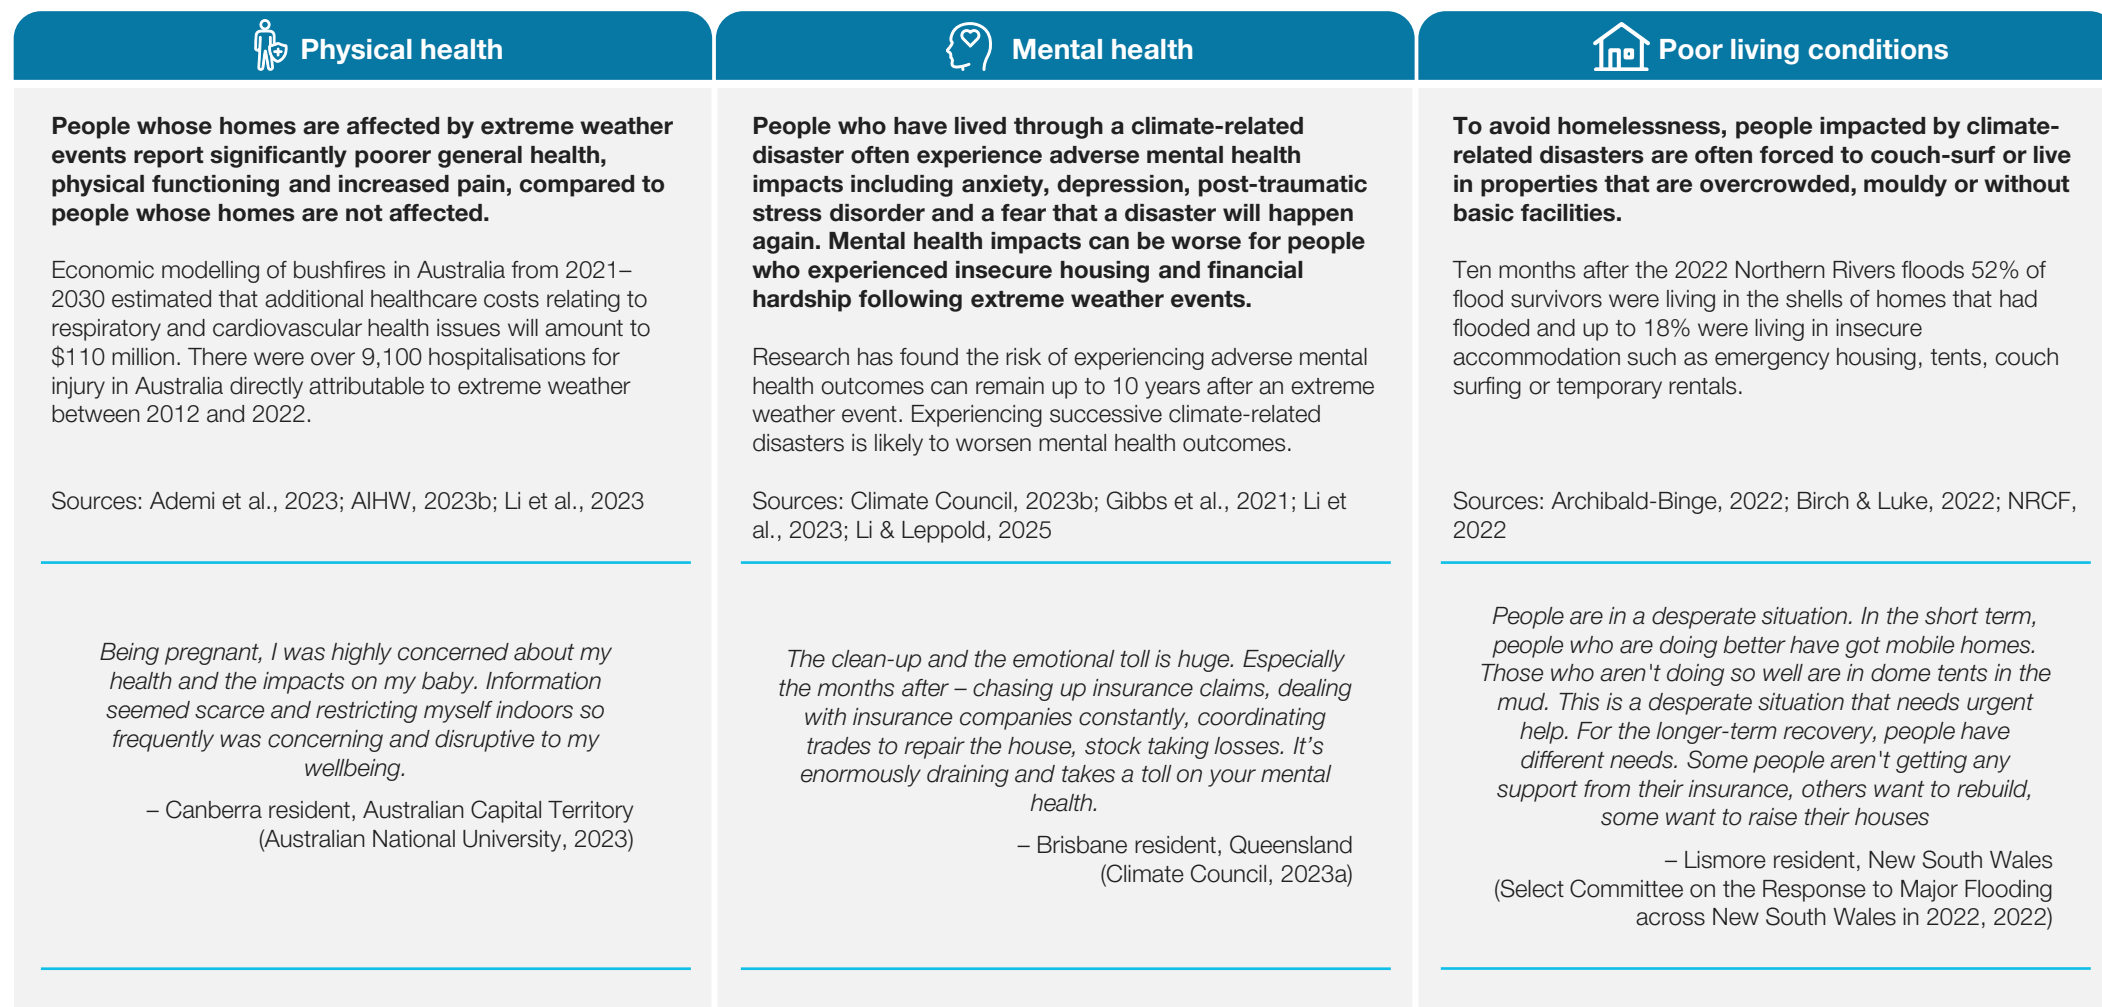 Physical health
People whose homes are affected by extreme weather
events report significantly poorer general health,
physical functioning and increased pain, compared to
people whose homes are not affected.
Economic modelling of bushfires in Australia from 2021–
2030 estimated that additional healthcare costs relating to
respiratory and cardiovascular health issues will amount to
$110 million. There were over 9,100 hospitalisations for
injury in Australia directly attributable to extreme weather
between 2012 and 2022.
Sources: Ademi et al., 2023; AIHW, 2023b; Li et al., 2023
Being pregnant, I was highly concerned about my
health and the impacts on my baby. Information
seemed scarce and restricting myself indoors so
frequently was concerning and disruptive to my
wellbeing.
– Canberra resident, Australian Capital Territory
(Australian National University, 2023)
Mental health
People who have lived through a climate-related
disaster often experience adverse mental health
impacts including anxiety, depression, post-traumatic
stress disorder and a fear that a disaster will happen
again. Mental health impacts can be worse for people
who experienced insecure housing and financial
hardship following extreme weather events.
Research has found the risk of experiencing adverse mental
health outcomes can remain up to 10 years after an extreme
weather event. Experiencing successive climate-related
disasters is likely to worsen mental health outcomes.
Sources: Climate Council, 2023b; Gibbs et al., 2021; Li et
al., 2023; Li & Leppold, 2025
The clean-up and the emotional toll is huge. Especially
the months after – chasing up insurance claims, dealing
with insurance companies constantly, coordinating
trades to repair the house, stock taking losses. It’s
enormously draining and takes a toll on your mental
health.
– Brisbane resident, Queensland
(Climate Council, 2023a)
Poor living conditions
To avoid homelessness, people impacted by climate-
related disasters are often forced to couch-surf or live
in properties that are overcrowded, mouldy or without
basic facilities.
Ten months after the 2022 Northern Rivers floods 52% of
flood survivors were living in the shells of homes that had
flooded and up to 18% were living in insecure
accommodation such as emergency housing, tents, couch
surfing or temporary rentals.
Sources: Archibald-Binge, 2022; Birch & Luke, 2022; NRCF,
2022
People are in a desperate situation. In the short term,
people who are doing better have got mobile homes.
Those who aren't doing so well are in dome tents in the
mud. This is a desperate situation that needs urgent
help. For the longer-term recovery, people have
different needs. Some people aren't getting any
support from their insurance, others want to rebuild,
some want to raise their houses
– Lismore resident, New South Wales
(Select Committee on the Response to Major Flooding
across New South Wales in 2022, 2022)